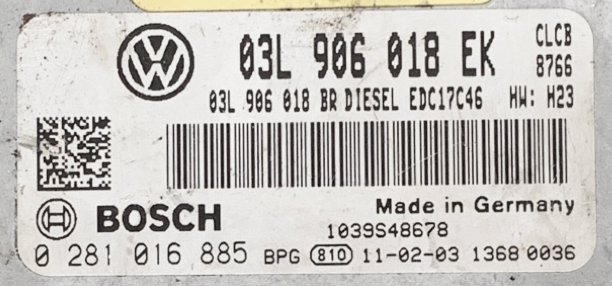 03L 906 018 EK CLCB
8766
03L 906 018 BR DIESEL EDC17C46 HW: H23
BOSCH
Made in Germany
1039S48678
0 281 016 885 BPG 810 11-02-03 1368 0036